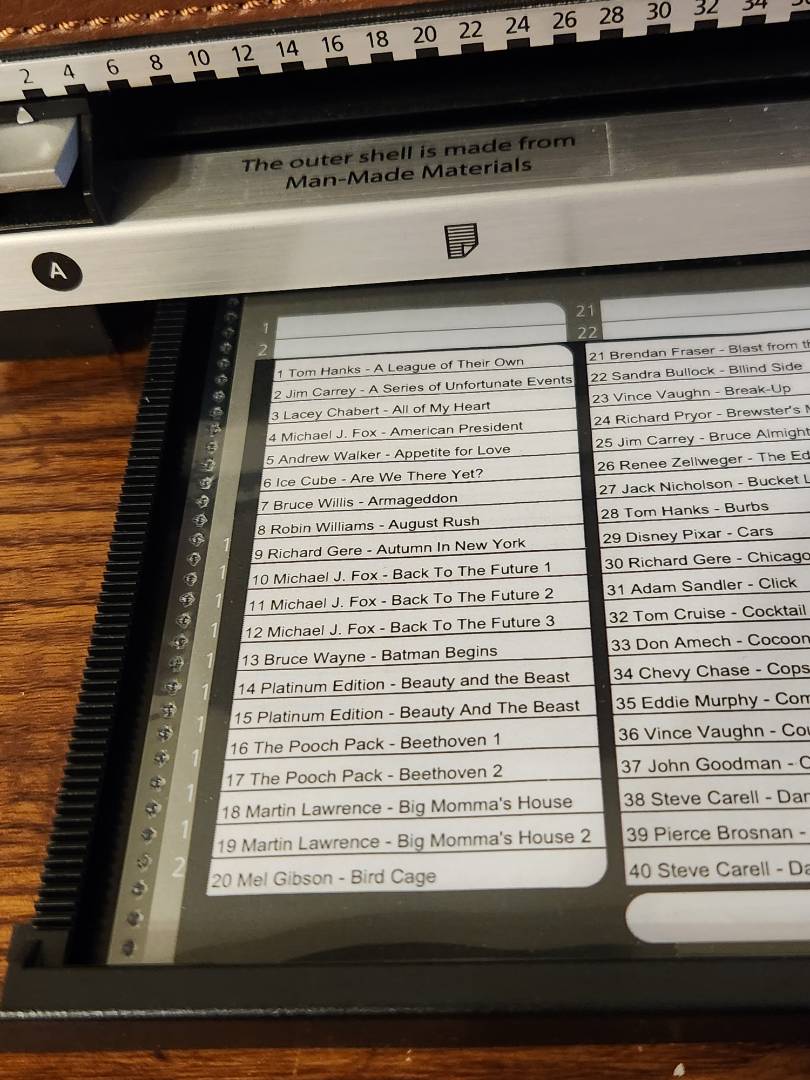 2 4 6 8 10 12 14 16 18 20 22 24 26 28 30 32 34
The outer shell is made from
Man-Made Materials
A
1
2
21
22
1 Tom Hanks - A League of Their Own
2 Jim Carrey - A Series of Unfortunate Events
3 Lacey Chabert - All of My Heart
4 Michael J. Fox - American President
5 Andrew Walker - Appetite for Love
6 Ice Cube - Are We There Yet?
7 Bruce Willis - Armageddon
8 Robin Williams - August Rush
9 Richard Gere - Autumn In New York
10 Michael J. Fox - Back To The Future 1
11 Michael J. Fox - Back To The Future 2
12 Michael J. Fox - Back To The Future 3
13 Bruce Wayne - Batman Begins
14 Platinum Edition - Beauty and the Beast
15 Platinum Edition - Beauty And The Beast
16 The Pooch Pack - Beethoven 1
17 The Pooch Pack - Beethoven 2
18 Martin Lawrence - Big Momma's House
19 Martin Lawrence - Big Momma's House 2
20 Mel Gibson - Bird Cage
21 Brendan Fraser - Blast from
22 Sandra Bullock - Bllind Side
23 Vince Vaughn - Break-Up
24 Richard Pryor - Brewster's
25 Jim Carrey - Bruce Almight
26 Renee Zellweger - The Ed
27 Jack Nicholson - Bucket L
28 Tom Hanks - Burbs
29 Disney Pixar - Cars
30 Richard Gere - Chicago
31 Adam Sandler - Click
32 Tom Cruise - Cocktail
33 Don Amech - Cocoon
34 Chevy Chase - Cops
35 Eddie Murphy - Com
36 Vince Vaughn - Cou
37 John Goodman - C
38 Steve Carell - Dan
39 Pierce Brosnan -
40 Steve Carell - Da